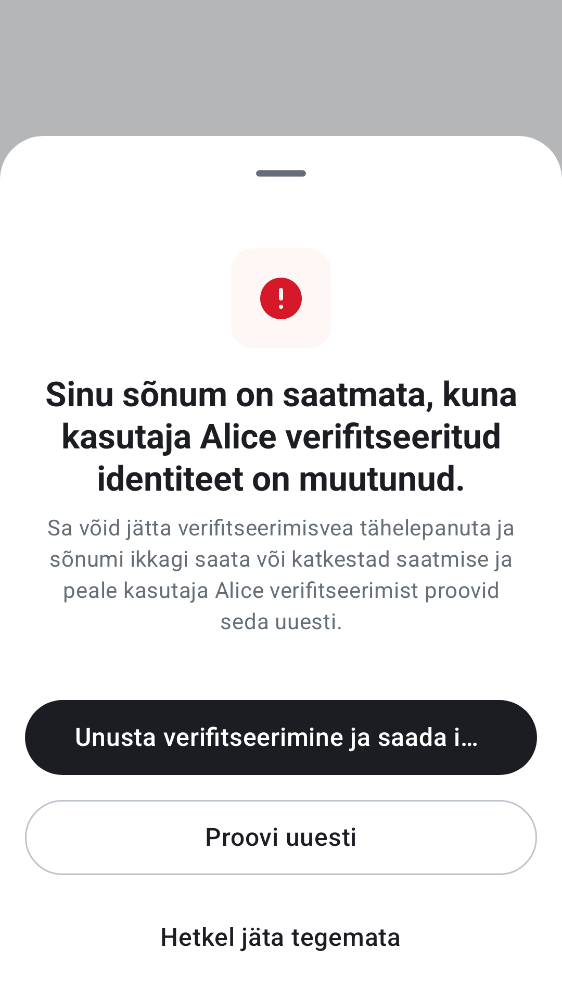 Sinu sõnum on saatmata, kuna
kasutaja Alice verifitseeritud
identiteet on muutunud.
Sa võid jätta verifitseerimisvea tähelepanuta ja
sõnumi ikkagi saata või katkestad saatmise ja
peale kasutaja Alice verifitseerimist proovid
seda uuesti.
Unusta verifitseerimine ja saada i…
Proovi uuesti
Hetkel jäta tegemata